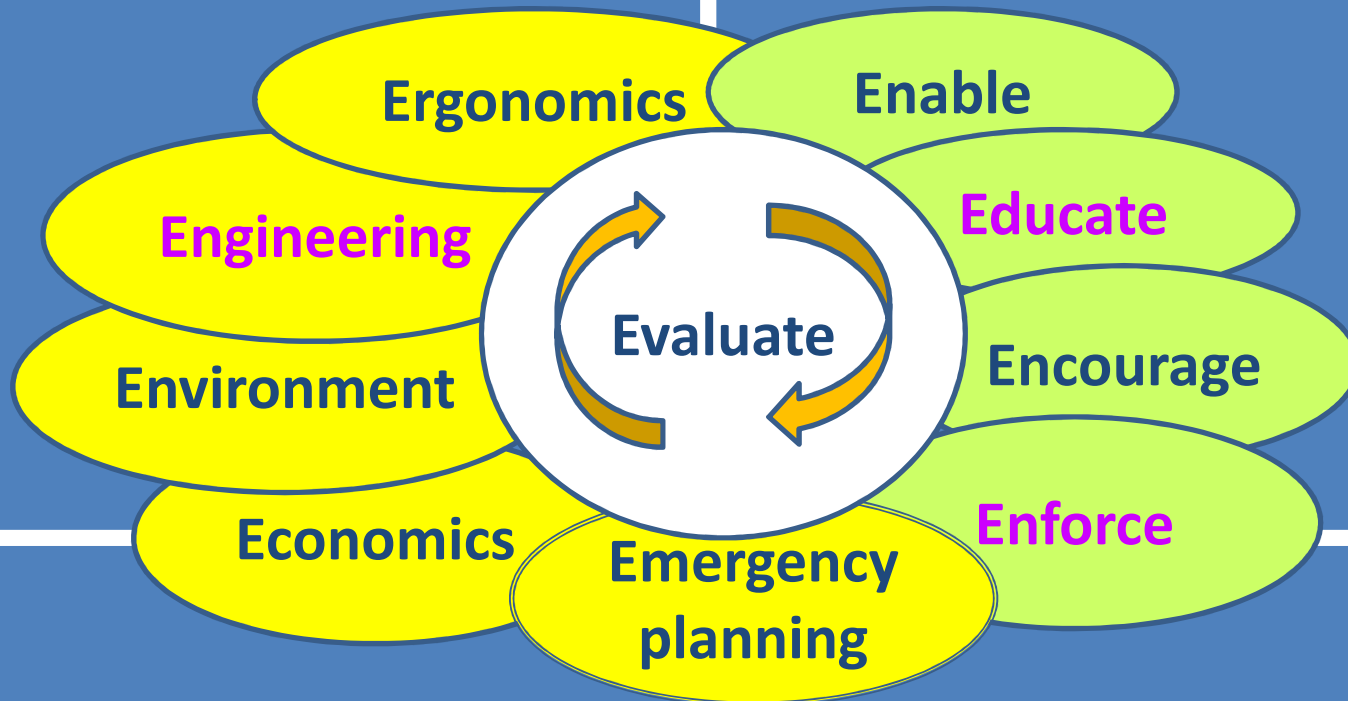 Ergonomics
Enable
Engineering
Educate
Evaluate
Environment
Encourage
Economics
Enforce
Emergency
planning